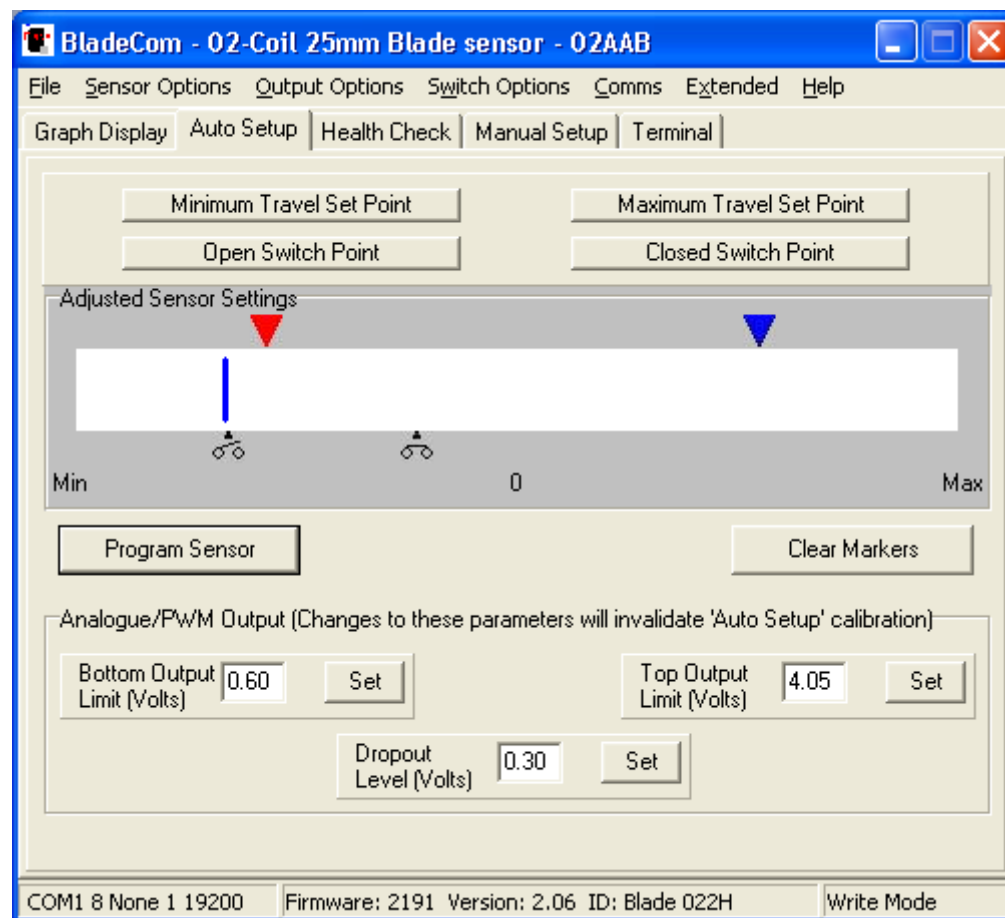 BladeCom - 02-Coil 25mm Blade sensor - 02AAB
File Sensor Options Output Options Switch Options Comms Extended Help
Graph Display Auto Setup Health Check Manual Setup Terminal
Minimum Travel Set Point Maximum Travel Set Point
Open Switch Point Closed Switch Point
Adjusted Sensor Settings
Min 0 Max
Program Sensor Clear Markers
Analogue/PWM Output (Changes to these parameters will invalidate 'Auto Setup' calibration)
Bottom Output Limit (Volts) 0.60 Set Top Output Limit (Volts) 4.05 Set
Dropout Level (Volts) 0.30 Set
COM1 8 None 1 19200 Firmware: 2191 Version: 2.06 ID: Blade 022H Write Mode